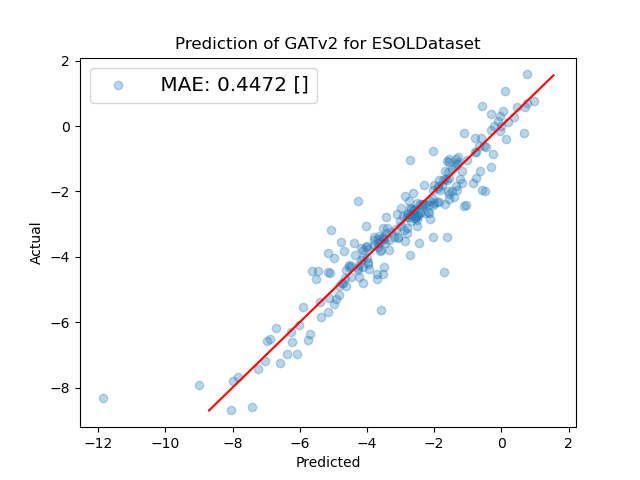 Prediction of GATv2 for ESOLDataset
MAE: 0.4472 []
2
0
−2
−4
−6
−8
Actual
−12 −10 −8 −6 −4 −2 0 2
Predicted